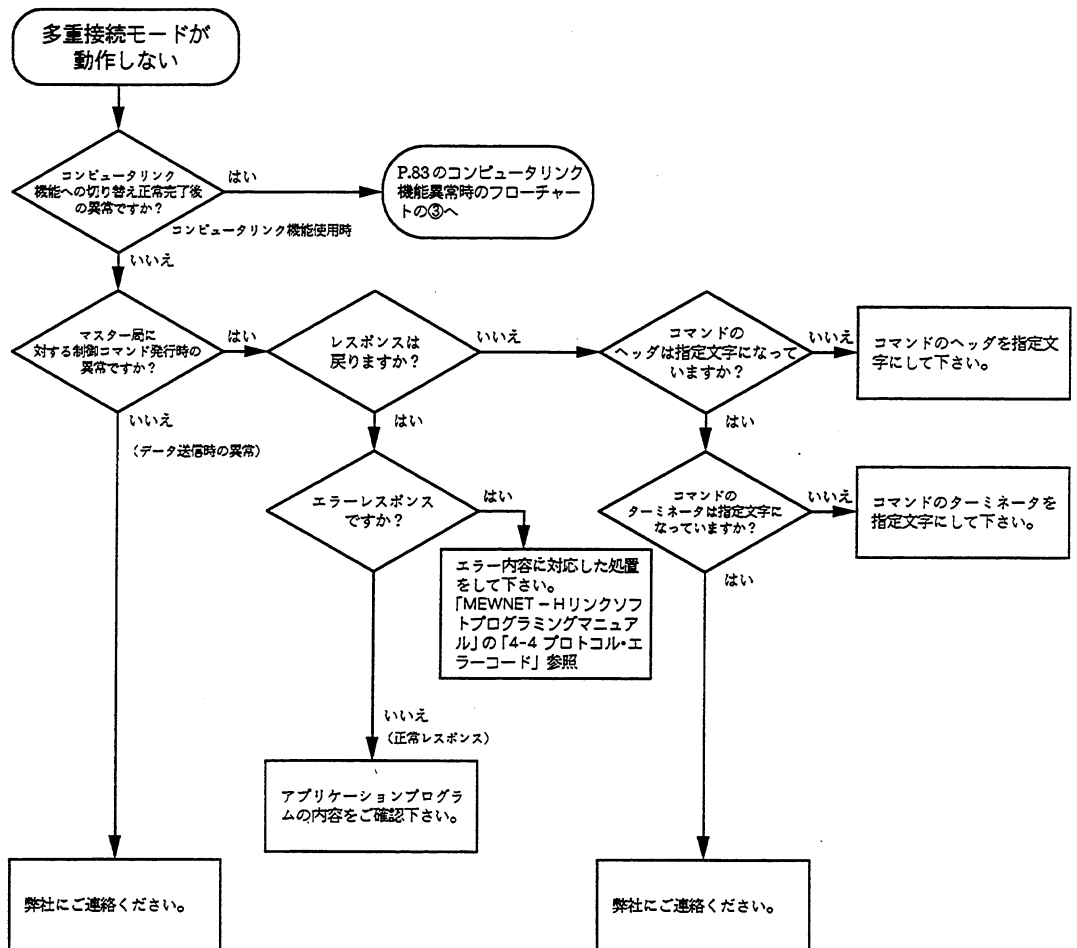 多重接続モードが
動作しない
コンピュータリンク
機能への切り替え正常完了後
の異常ですか?
はい
P.83のコンピュータリンク
機能異常時のフローチャー
トの③へ
コンピュータリンク機能使用時
いいえ
マスター局に
対する制御コマンド発行時の
異常ですか?
はい
レスポンスは
戻りますか?
いいえ
コマンドの
ヘッダは指定文字になって
いますか?
いいえ
コマンドのヘッダを指定文
字にして下さい。
いいえ
(データ送信時の異常)
はい
はい
エラーレスポンス
ですか?
はい
コマンドの
ターミネータは指定文字に
なっていますか?
いいえ
コマンドのターミネータを
指定文字にして下さい。
エラー内容に対応した処置
をして下さい。
「MEWNET-Hリンクソフ
トプログラミングマニュア
ル」の「4-4 プロトコル・エ
ラーコード」参照
はい
いいえ
(正常レスポンス)
アプリケーションプログラ
ムの内容をご確認下さい。
弊社にご連絡ください。
弊社にご連絡ください。